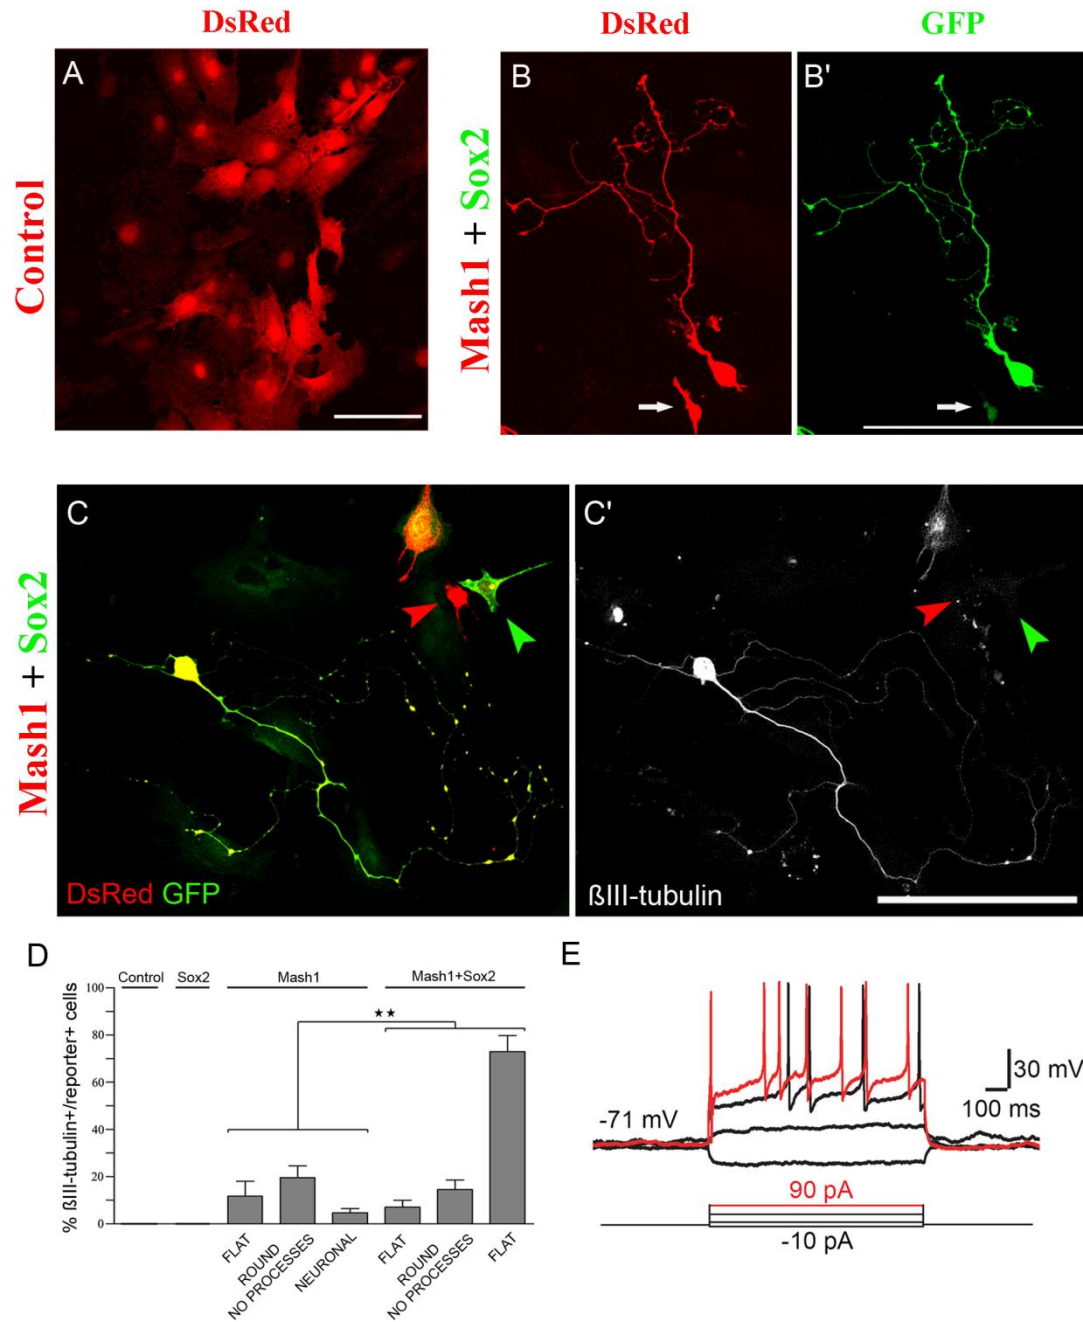 DsRed
DsRed
GFP
Control
A
Mash1 + Sox2
B
B'
Mash1 + Sox2
C
DsRed GFP
C'
ßIII-tubulin
D
Control
Sox2
Mash1
Mash1+Sox2
★★
% ßIII-tubulin+/reporter+ cells
100
80
60
40
20
0
FLAT
ROUND
NO PROCESSES
NEURONAL
FLAT
ROUND
NO PROCESSES
FLAT
E
-71 mV
30 mV
100 ms
90 pA
-10 pA